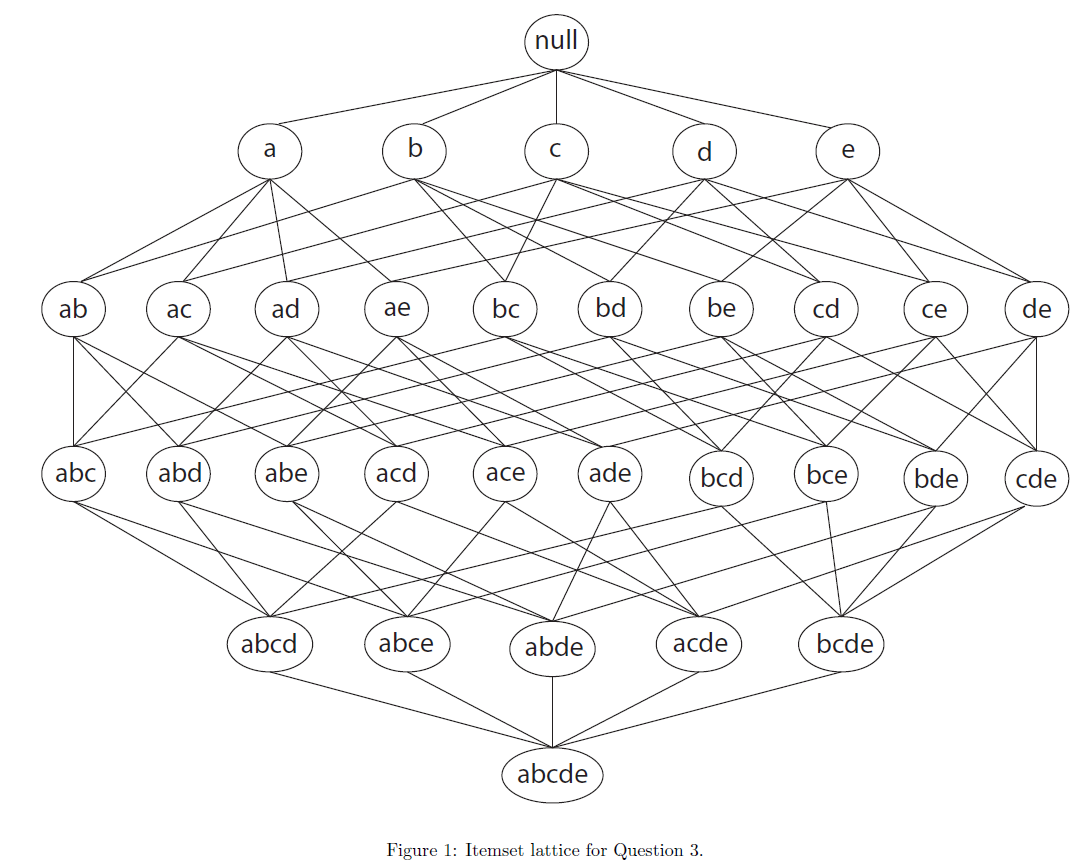 null
a b c d e
ab ac ad ae bc bd be cd ce de
abc abd abe acd ace ade bcd bce bde cde
abcd abce abde acde bcde
abcde
Figure 1: Itemset lattice for Question 3.